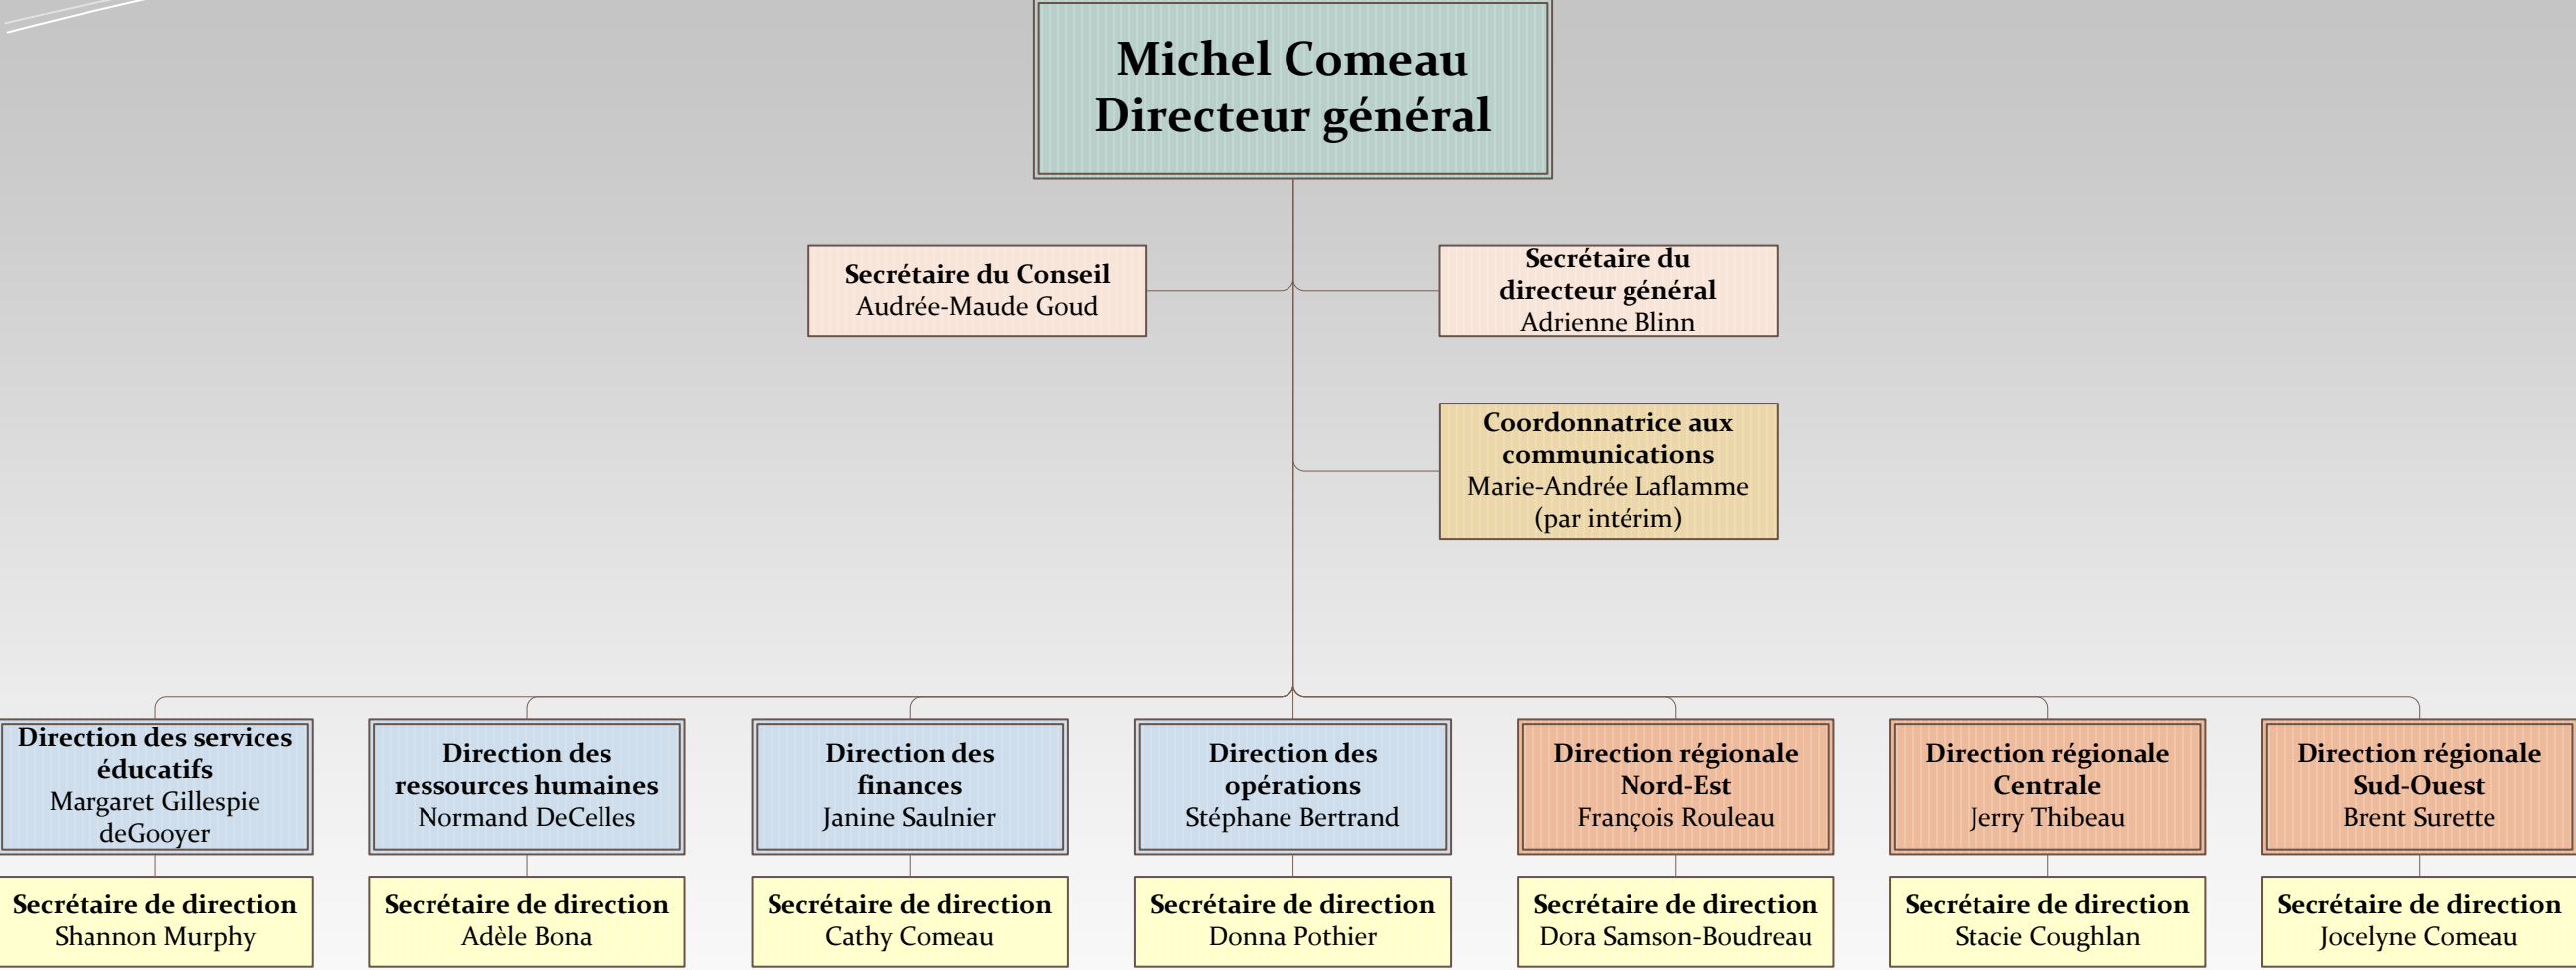 Michel Comeau
Directeur général
Secrétaire du Conseil
Audrée-Maude Goud
Secrétaire du
directeur général
Adrienne Blinn
Coordonnatrice aux
communications
Marie-Andrée Laflamme
(par intérim)
Direction des services
éducatifs
Margaret Gillespie
deGooyer
Direction des
ressources humaines
Normand DeCelles
Direction des
finances
Janine Saulnier
Direction des
opérations
Stéphane Bertrand
Direction régionale
Nord-Est
François Rouleau
Direction régionale
Centrale
Jerry Thibeau
Direction régionale
Sud-Ouest
Brent Surette
Secrétaire de direction
Shannon Murphy
Secrétaire de direction
Adèle Bona
Secrétaire de direction
Cathy Comeau
Secrétaire de direction
Donna Pothier
Secrétaire de direction
Dora Samson-Boudreau
Secrétaire de direction
Stacie Coughlan
Secrétaire de direction
Jocelyne Comeau